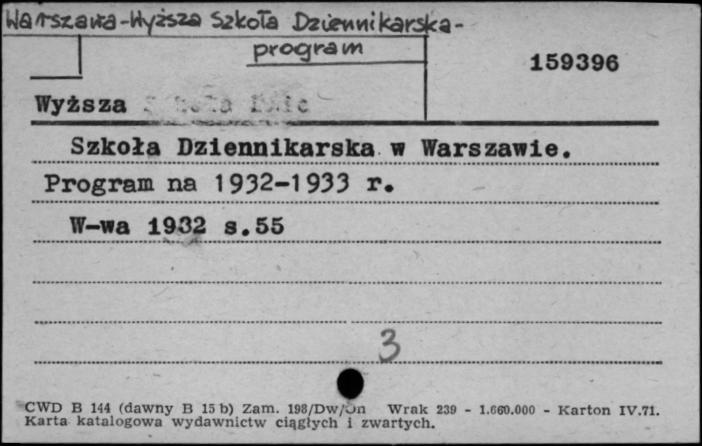 Warszawa-Wyższa Szkoła Dziennikarska-
program
159396
Wyższa
Szkoła Dziennikarska w Warszawie.
Program na 1932-1933 r.
W-wa 1932 s.55
3
CWD B 144 (dawny B 15 b) Zam. 198/Dw/On Wrak 239 - 1.660.000 - Karton IV.71.
Karta katalogowa wydawnictw ciągłych i zwartych.